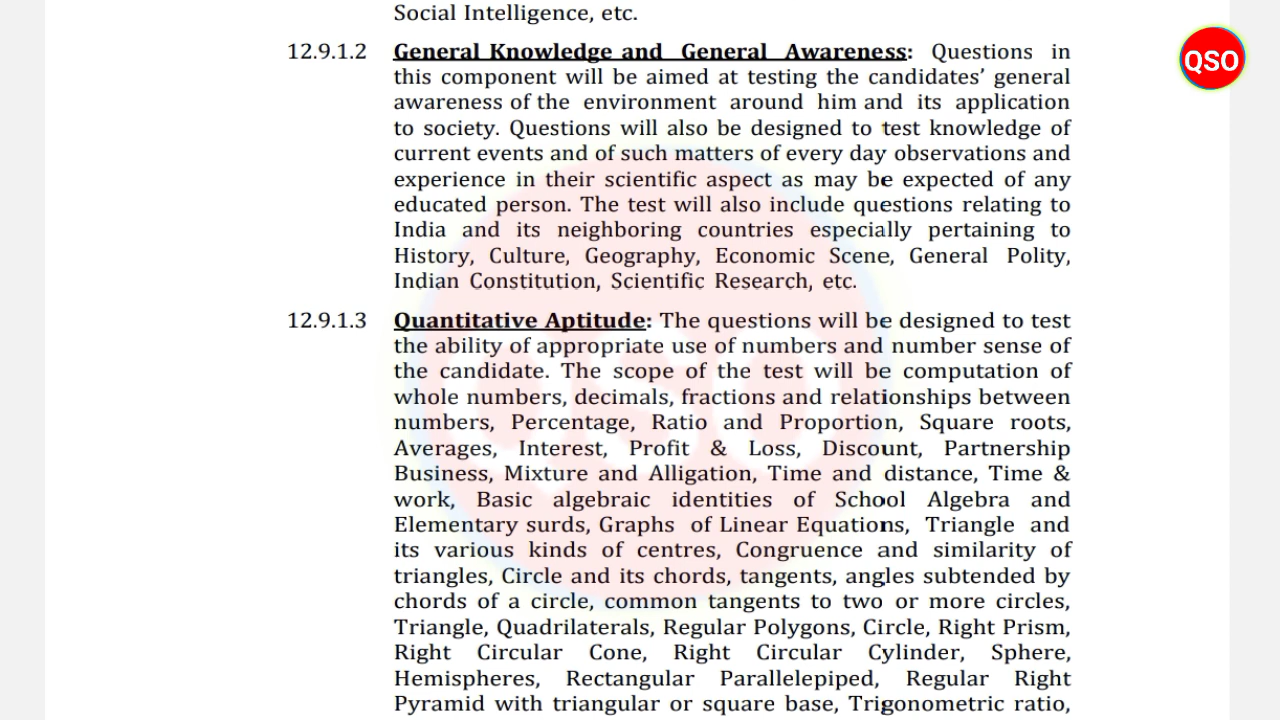 Social Intelligence, etc.
12.9.1.2 General Knowledge and General Awareness: Questions in
this component will be aimed at testing the candidates' general
awareness of the environment around him and its application
to society. Questions will also be designed to test knowledge of
current events and of such matters of every day observations and
experience in their scientific aspect as may be expected of any
educated person. The test will also include questions relating to
India and its neighboring countries especially pertaining to
History, Culture, Geography, Economic Scene, General Polity,
Indian Constitution, Scientific Research, etc.
12.9.1.3 Quantitative Aptitude: The questions will be designed to test
the ability of appropriate use of numbers and number sense of
the candidate. The scope of the test will be computation of
whole numbers, decimals, fractions and relationships between
numbers, Percentage, Ratio and Proportion, Square roots,
Averages, Interest, Profit & Loss, Discount, Partnership
Business, Mixture and Alligation, Time and distance, Time &
work, Basic algebraic identities of School Algebra and
Elementary surds, Graphs of Linear Equations, Triangle and
its various kinds of centres, Congruence and similarity of
triangles, Circle and its chords, tangents, angles subtended by
chords of a circle, common tangents to two or more circles,
Triangle, Quadrilaterals, Regular Polygons, Circle, Right Prism,
Right Circular Cone, Right Circular Cylinder, Sphere,
Hemispheres, Rectangular Parallelepiped, Regular Right
Pyramid with triangular or square base, Trigonometric ratio,
QSO
QSO